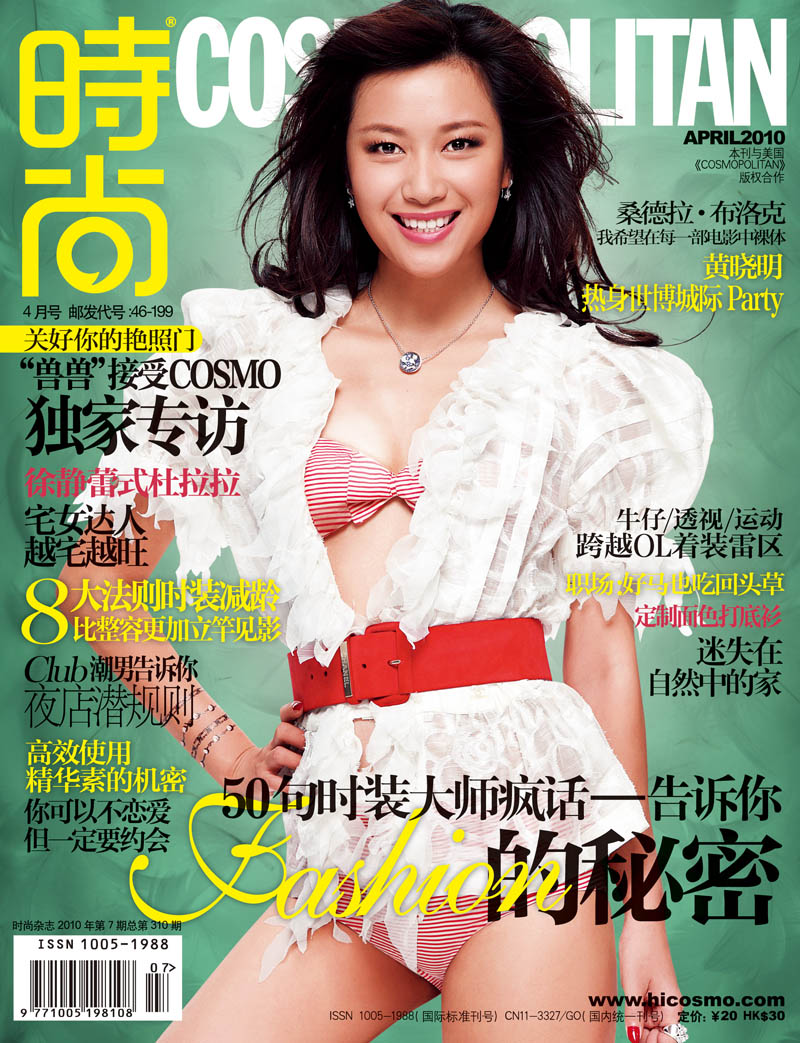 時尚®
COSMOPOLITAN
APRIL2010
本刊与美国
《COSMOPOLITAN》
版权合作
4月号 邮发代号:46-199
关好你的艳照门
“兽兽”接受COSMO
独家专访
徐静蕾式杜拉拉
宅女达人
越宅越旺
8大法则时装减龄
比整容更加立竿见影
Club潮男告诉你
夜店潜规则
高效使用
精华素的机密
你可以不恋爱
但一定要约会
桑德拉·布洛克
我希望在每一部电影中裸体
黄晓明
热身世博城际 Party
牛仔/透视/运动
跨越OL着装雷区
职场,好马也吃回头草
定制面色打底衫
迷失在
自然中的家
CHANEL
50句时装大师疯话—告诉你
Fashion的秘密
时尚杂志 2010 年第 7 期总第 310 期
ISSN 1005-1988
07>
9 771005 198108
www.hicosmo.com
ISSN 1005-1988(国际标准刊号) CN11-3327/GO(国内统一刊号) 定价: ¥20 HK$30